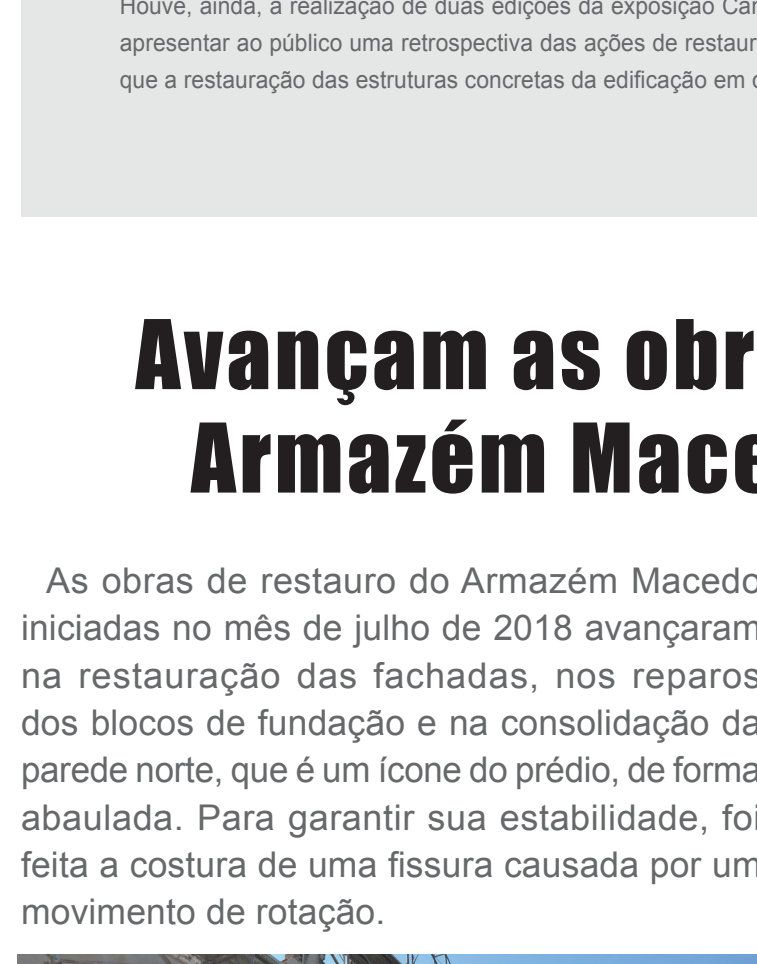 Houve, ainda, a realização de duas edições da exposição
apresentar ao público uma retrospectiva das ações de
que a restauração das estruturas concretas da edificação em
Avançam as
Armazém
As obras de restauro do Armazém Macedo
iniciadas no mês de julho de 2018 avançaram
na restauração das fachadas, nos reparos
dos blocos de fundação e na consolidação da
parede norte, que é um ícone do prédio, de forma
abaulada. Para garantir sua estabilidade, foi
feita a costura de uma fissura causada por um
movimento de rotação.